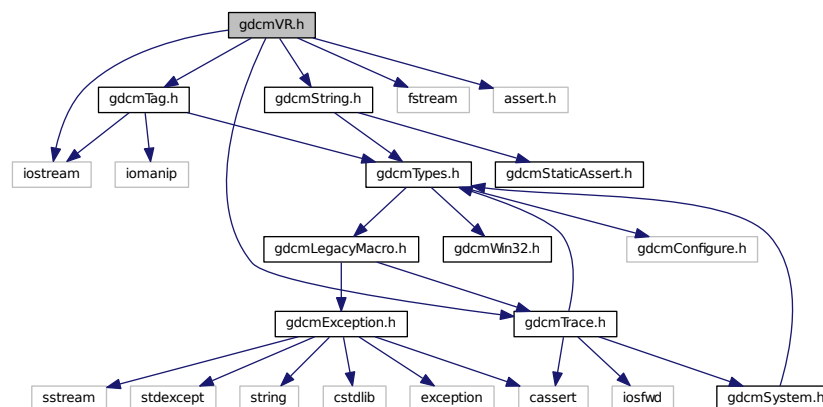 gdcmVR.h
gdcmTag.h
gdcmString.h
fstream
assert.h
iostream
iomanip
gdcmTypes.h
gdcmStaticAssert.h
gdcmLegacyMacro.h
gdcmWin32.h
gdcmConfigure.h
gdcmException.h
gdcmTrace.h
sstream
stdexcept
string
cstdlib
exception
cassert
iosfwd
gdcmSystem.h